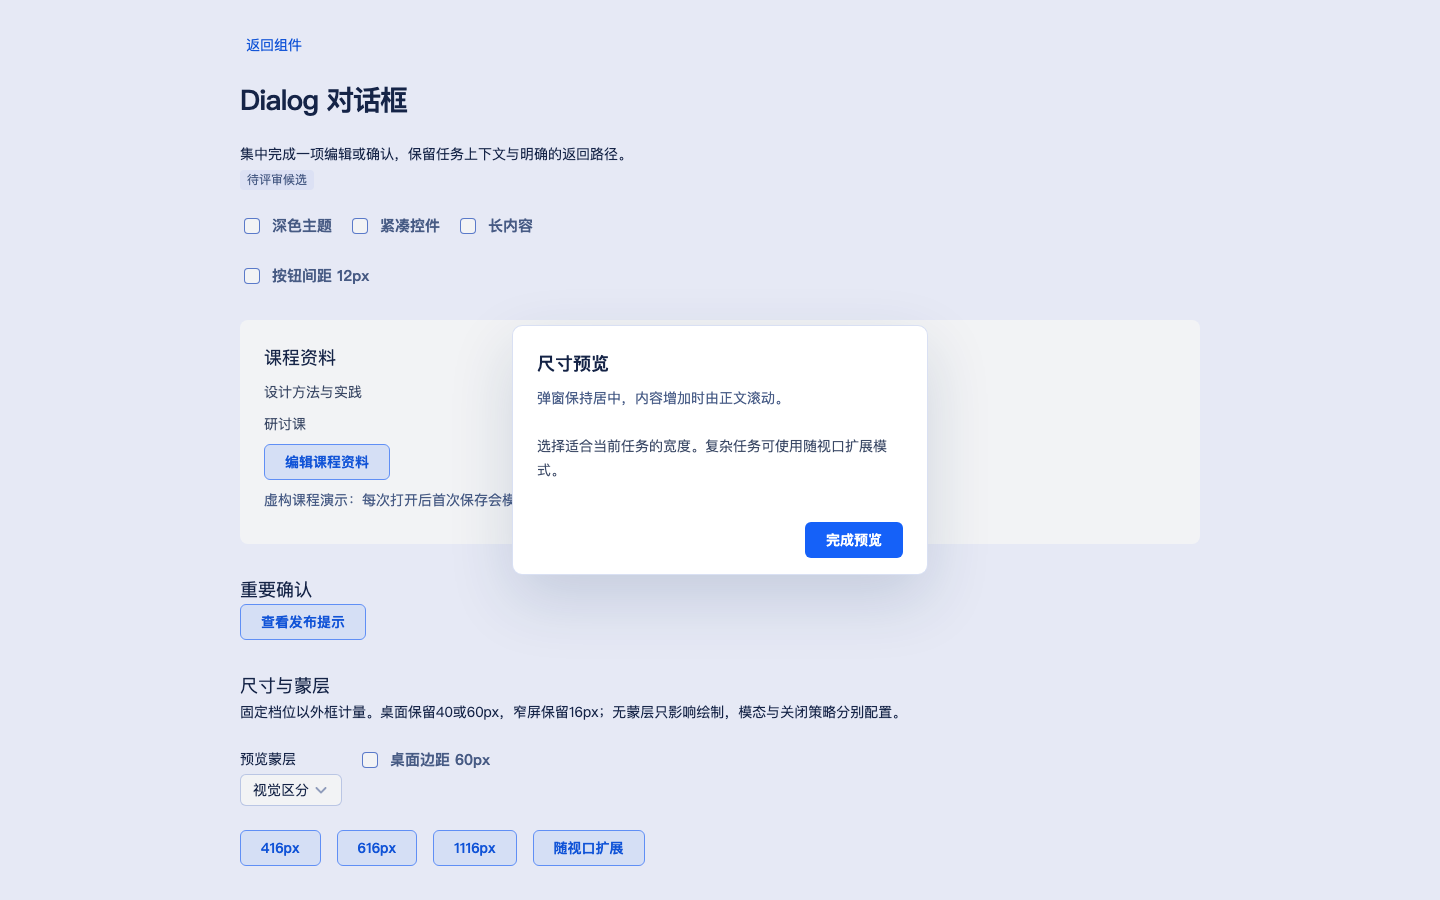 返回组件
Dialog 对话框
集中完成一项编辑或确认，保留任务上下文与明确的返回路径。
待评审候选
深色主题
紧凑控件
长内容
按钮间距 12px
课程资料
设计方法与实践
研讨课
编辑课程资料
虚构课程演示：每次打开后首次保存会
尺寸预览
弹窗保持居中，内容增加时由正文滚动。
选择适合当前任务的宽度。复杂任务可使用随视口扩展模
式。
完成预览
重要确认
查看发布提示
尺寸与蒙层
固定档位以外框计量。桌面保留40或60px，窄屏保留16px；无蒙层只影响绘制，模态与关闭策略分别配置。
预览蒙层
桌面边距 60px
视觉区分
416px
616px
1116px
随视口扩展